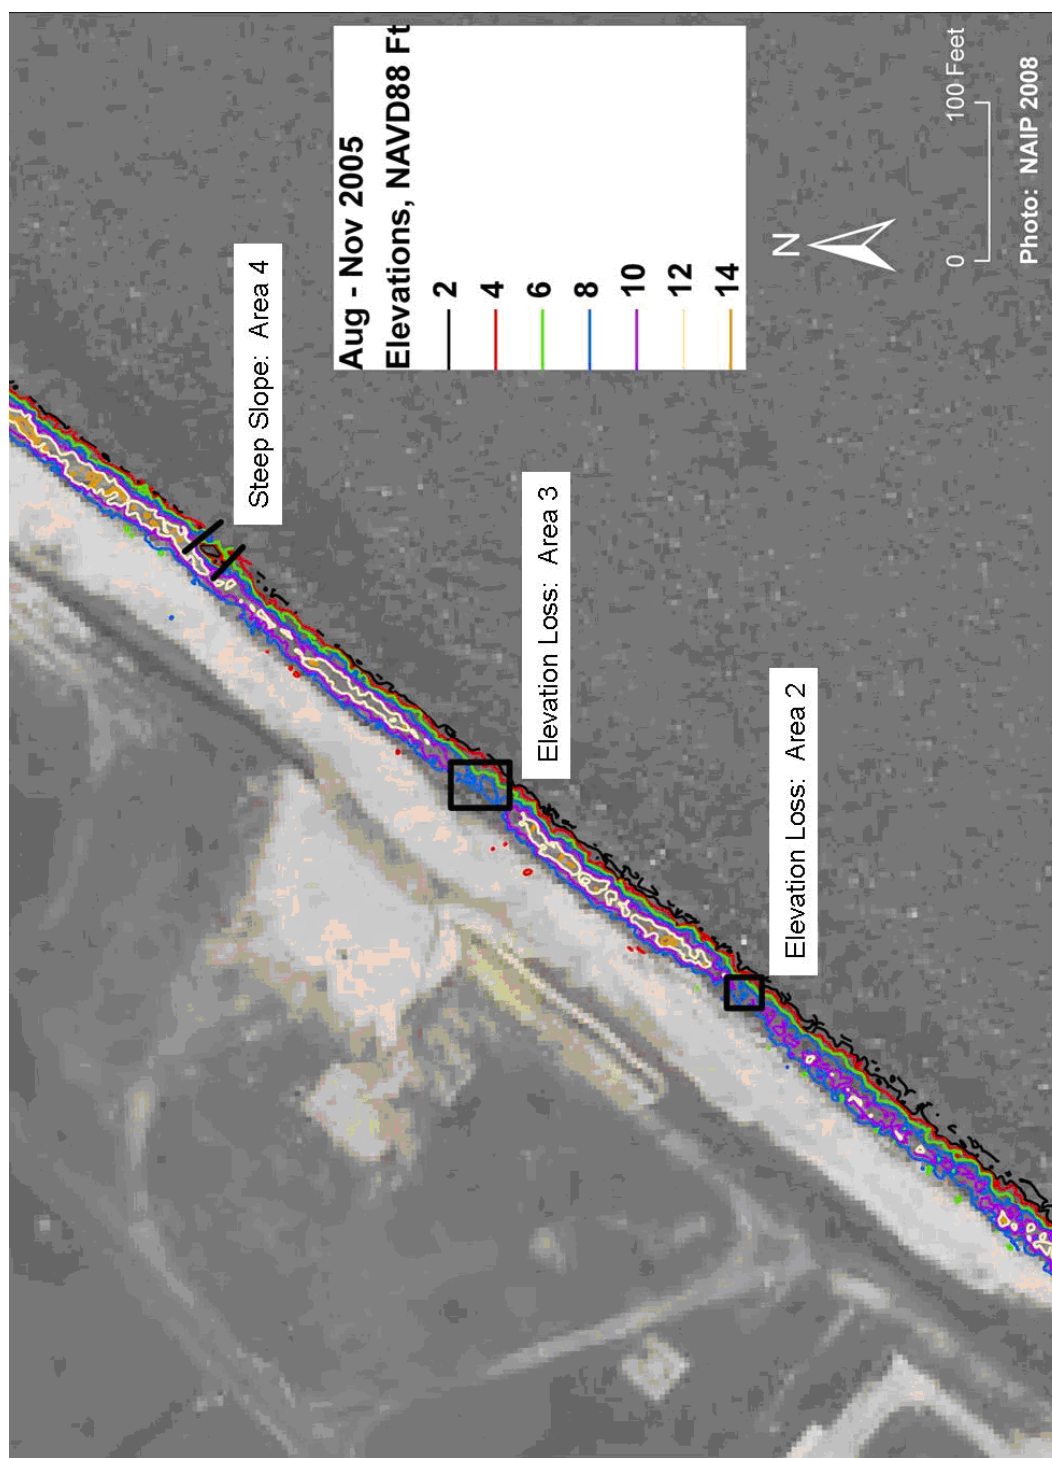 Aug - Nov 2005
Elevations, NAVD88 Ft
2
4
6
8
10
12
14
N
0 100 Feet
Photo: NAIP 2008
Steep Slope: Area 4
Elevation Loss: Area 3
Elevation Loss: Area 2